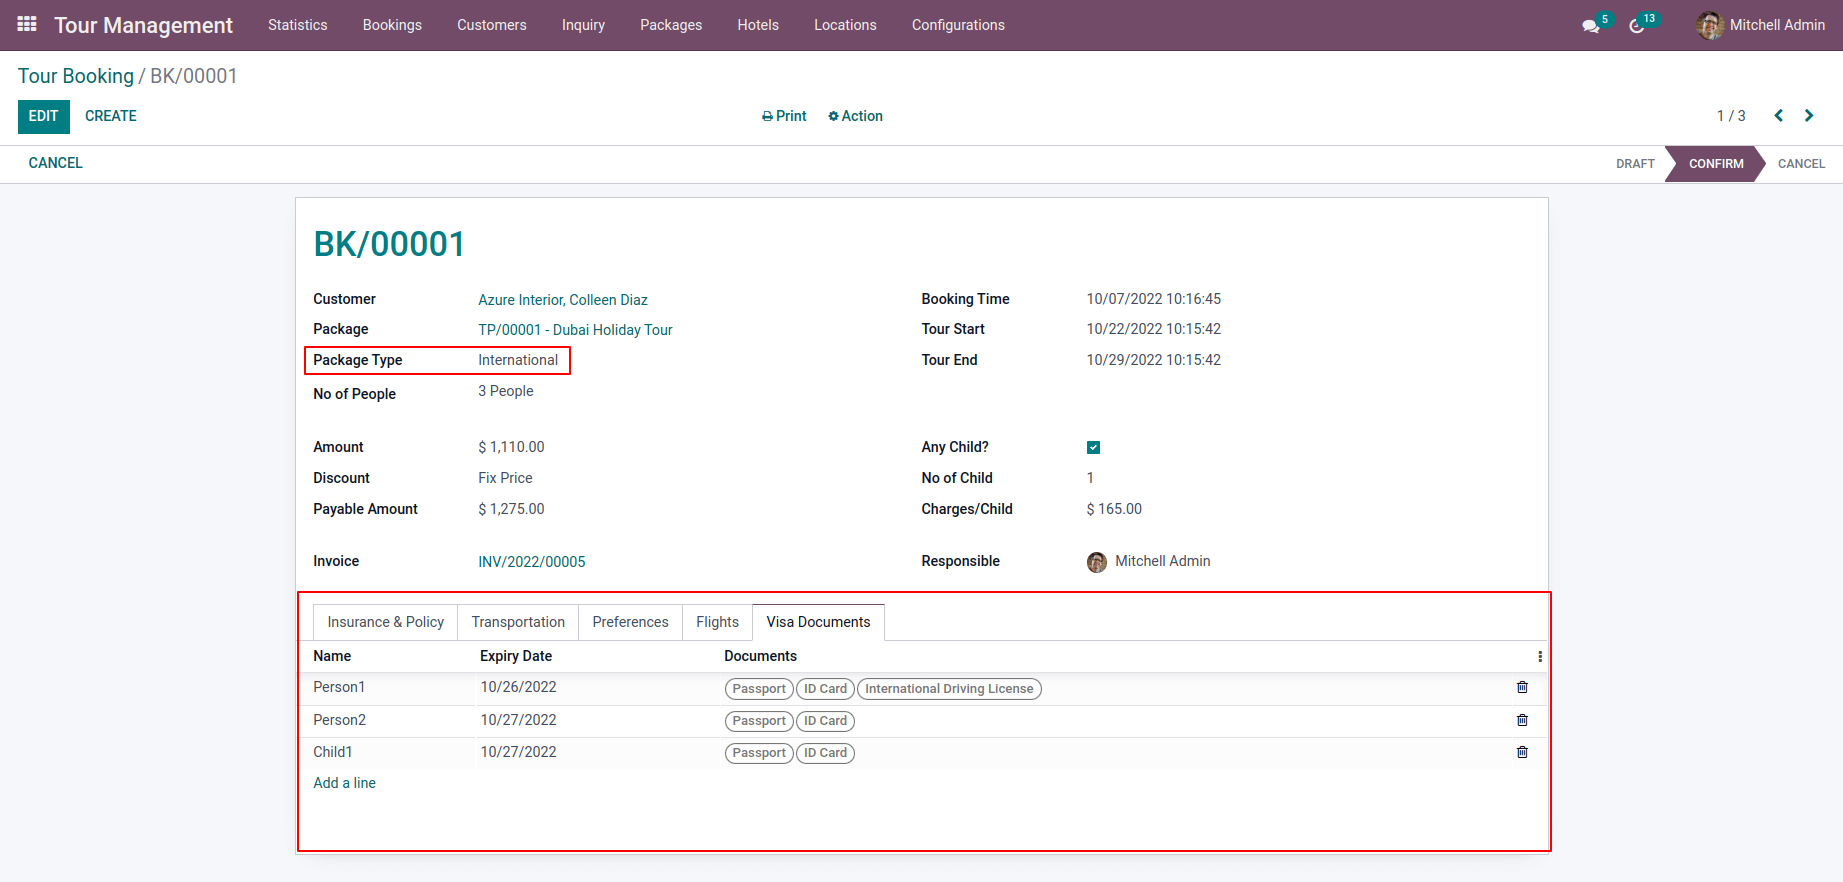 Tour Management Statistics Bookings Customers Inquiry Packages Hotels Locations Configurations 5 13 Mitchell Admin
Tour Booking / BK/00001
EDIT CREATE Print Action 1 / 3
CANCEL DRAFT CONFIRM CANCEL
BK/00001
Customer Azure Interior, Colleen Diaz Booking Time 10/07/2022 10:16:45
Package TP/00001 - Dubai Holiday Tour Tour Start 10/22/2022 10:15:42
Package Type International Tour End 10/29/2022 10:15:42
No of People 3 People
Amount $ 1,110.00 Any Child?
Discount Fix Price No of Child 1
Payable Amount $ 1,275.00 Charges/Child $ 165.00
Invoice INV/2022/00005 Responsible Mitchell Admin
Insurance & Policy Transportation Preferences Flights Visa Documents
Name Expiry Date Documents
Person1 10/26/2022 Passport ID Card International Driving License
Person2 10/27/2022 Passport ID Card
Child1 10/27/2022 Passport ID Card
Add a line